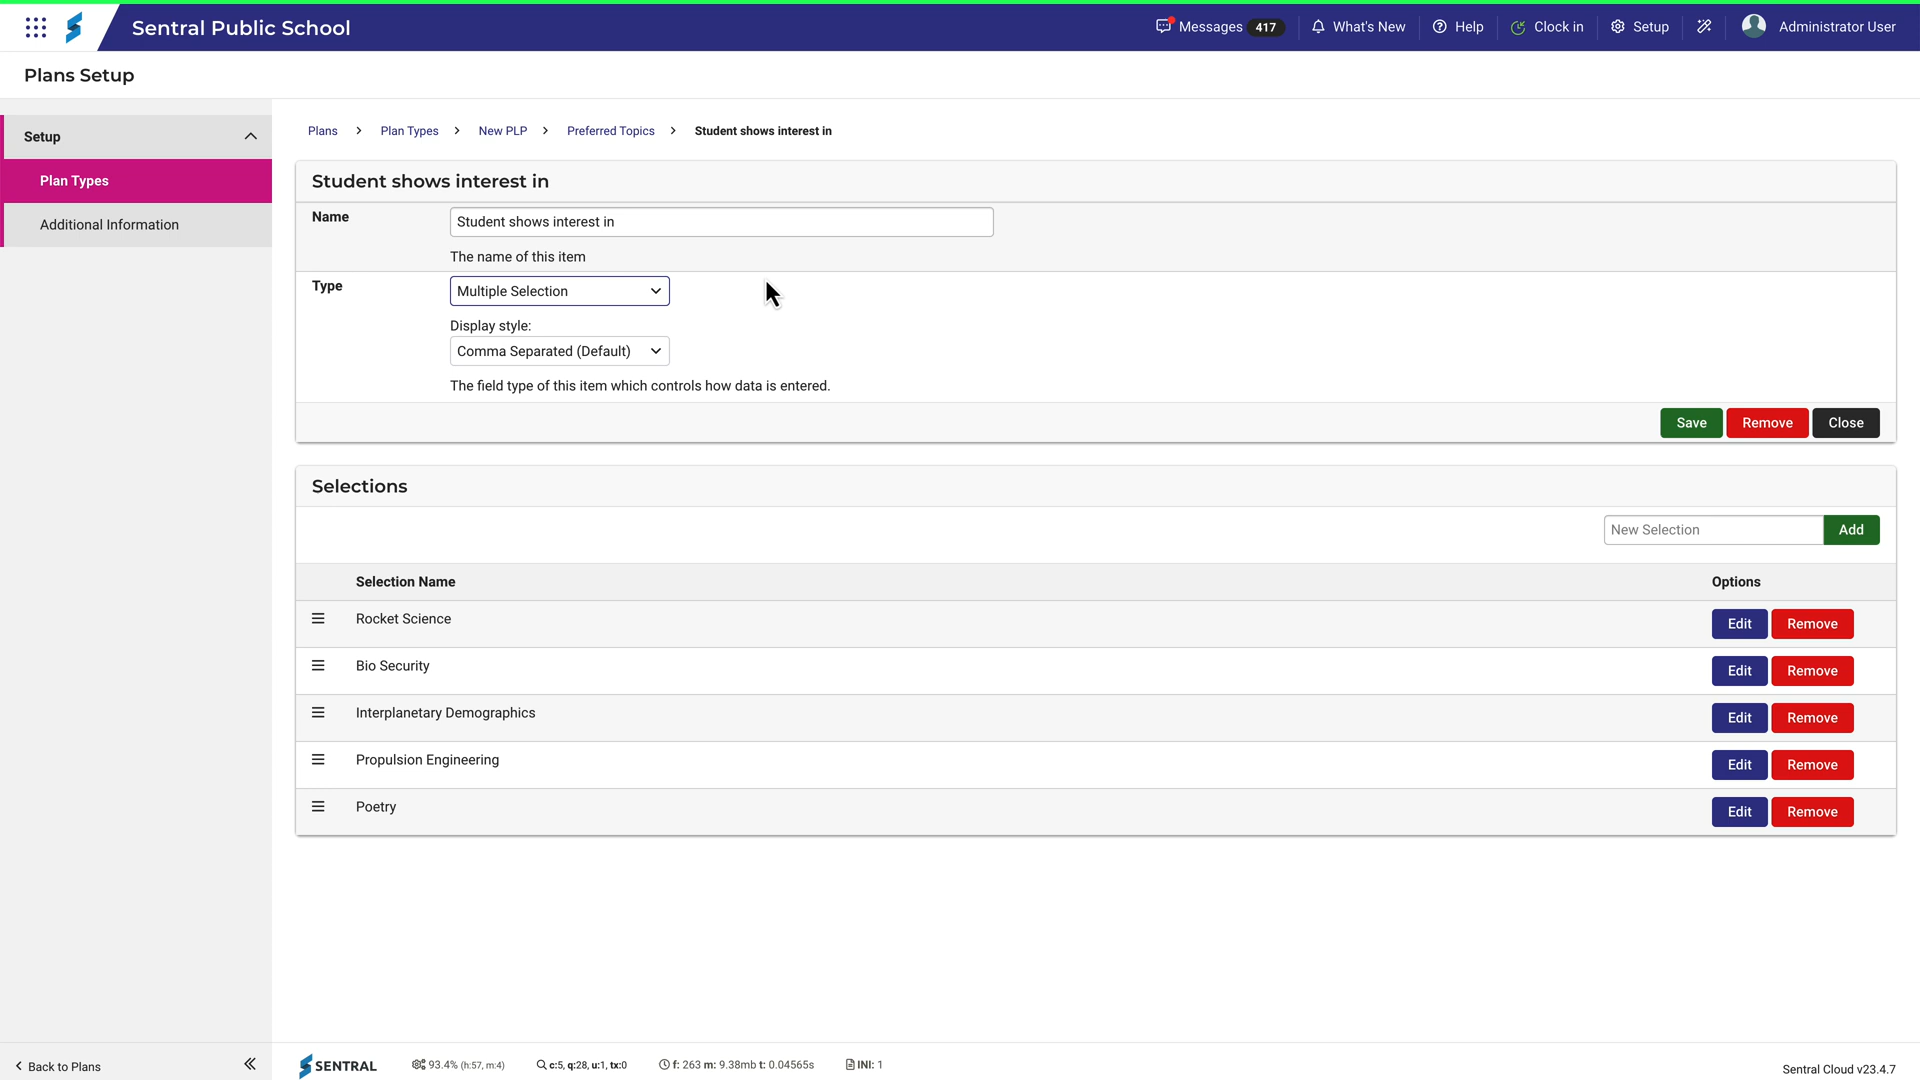 Sentral Public School
Messages 417
What's New
Help
Clock in
Setup
Administrator User
Plans Setup
Setup
Plan Types
Additional Information
Plans > Plan Types > New PLP > Preferred Topics > Student shows interest in
Student shows interest in
Name
Student shows interest in
The name of this item
Type
Multiple Selection
Display style:
Comma Separated (Default)
The field type of this item which controls how data is entered.
Save Remove Close
Selections
New Selection Add
Selection Name Options
Rocket Science Edit Remove
Bio Security Edit Remove
Interplanetary Demographics Edit Remove
Propulsion Engineering Edit Remove
Poetry Edit Remove
Back to Plans
SENTRAL
93.4% (h:57, m:4)
c:5, q:28, u:1, tx:0
f: 263 m: 9.38mb t: 0.04565s
INI: 1
Sentral Cloud v23.4.7